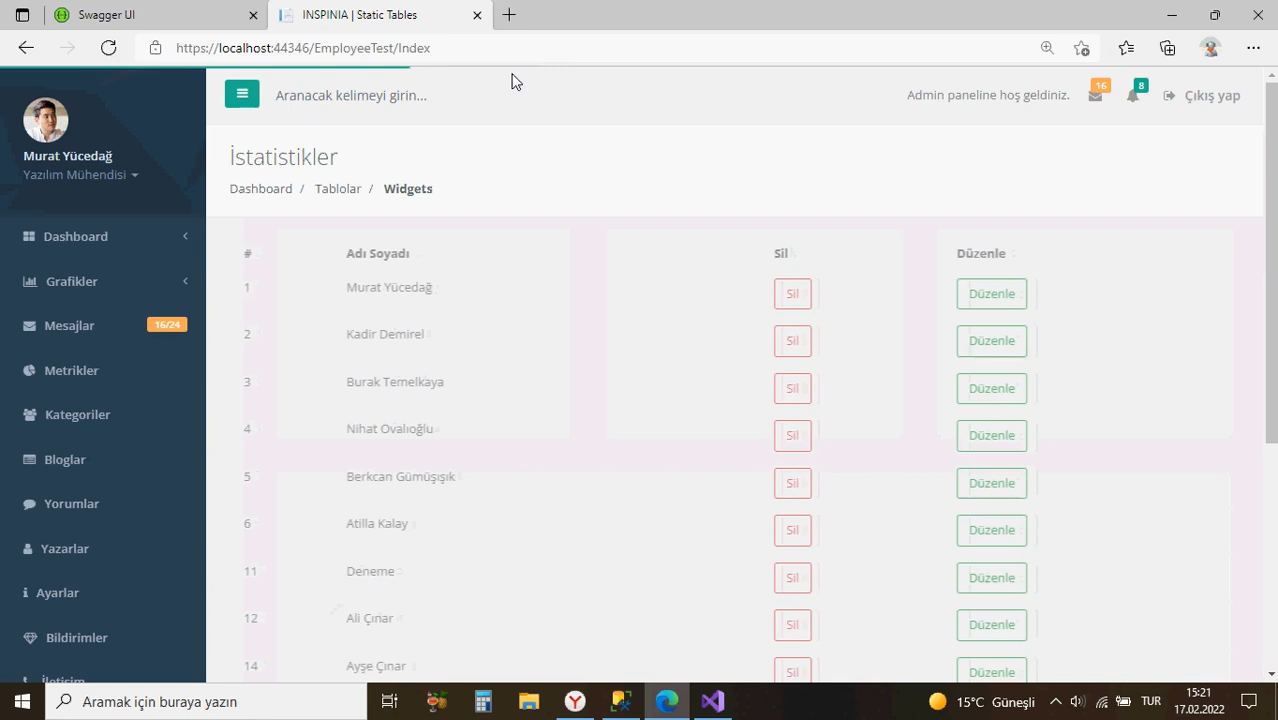 Swagger UI
INSPINIA | Static Tables
https://localhost:44346/EmployeeTest/Index
Aranacak kelimeyi girin...
Admin paneline hoş geldiniz.
16
8
Çıkış yap
Murat Yücedağ
Yazılım Mühendisi
İstatistikler
Dashboard / Tablolar / Widgets
Dashboard
Grafikler
Mesajlar 16/24
Metrikler
Kategoriler
Bloglar
Yorumlar
Yazarlar
Ayarlar
Bildirimler
İletişim
# Adı Soyadı Sil Düzenle
1 Murat Yücedağ Sil Düzenle
2 Kadir Demirel Sil Düzenle
3 Burak Temelkaya Sil Düzenle
4 Nihat Ovalıoğlu Sil Düzenle
5 Berkcan Gümüşışık Sil Düzenle
6 Atilla Kalay Sil Düzenle
11 Deneme Sil Düzenle
12 Ali Çınar Sil Düzenle
14 Ayşe Çınar Sil Düzenle
Aramak için buraya yazın
15°C Güneşli
TUR
15:21
17.02.2022